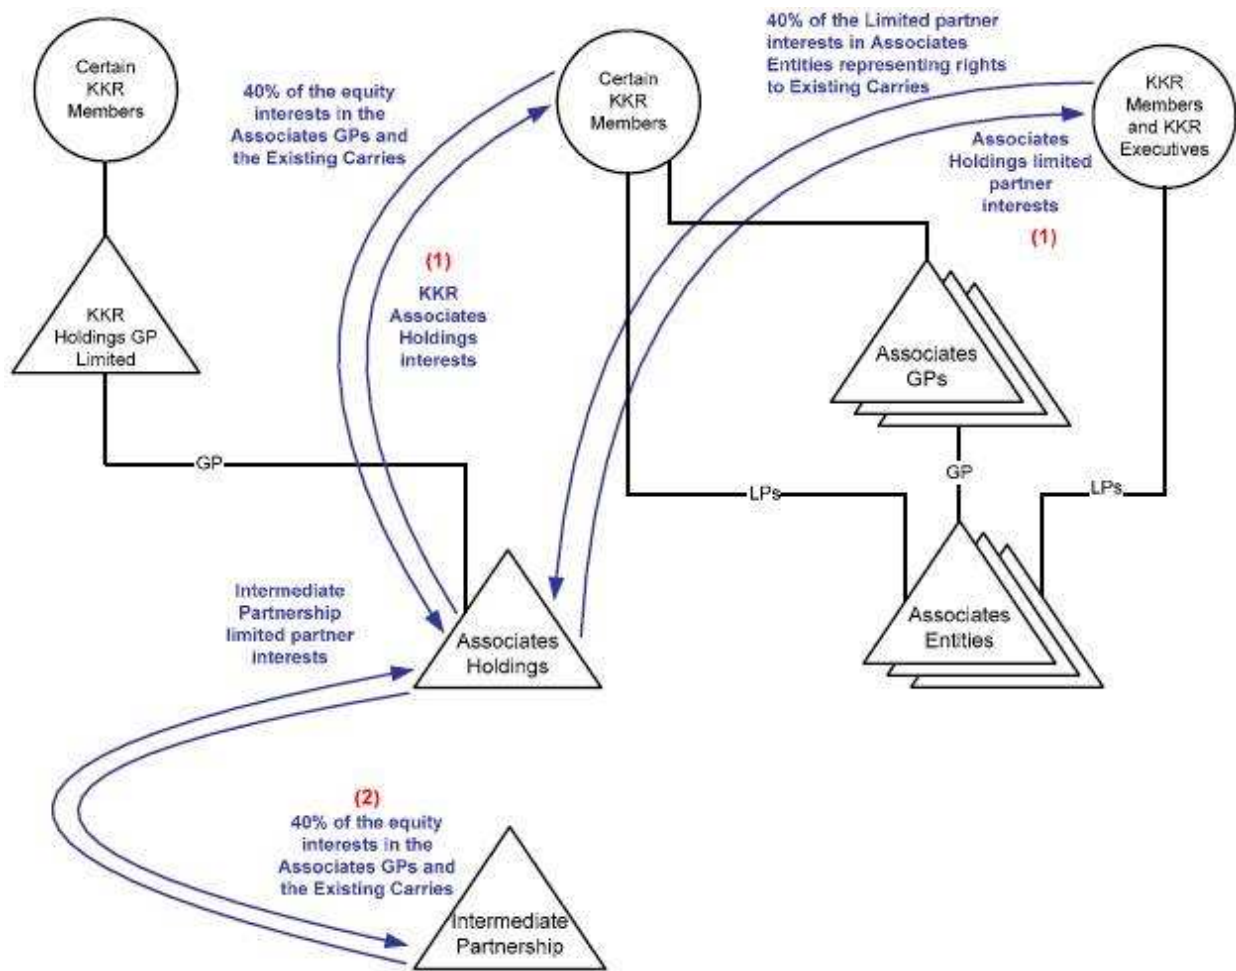 Certain
KKR
Members
40% of the equity
interests in the
Associates GPs and
the Existing Carries
Certain
KKR
Members
40% of the Limited partner
interests in Associates
Entities representing rights
to Existing Carries
KKR
Members
and KKR
Executives
Associates
Holdings limited
partner
interests
(1)
(1)
KKR
Associates
Holdings
interests
KKR
Holdings GP
Limited
Associates
GPs
GP
GP
LPs
LPs
Intermediate
Partnership
limited partner
interests
Associates
Holdings
Associates
Entities
(2)
40% of the equity
interests in the
Associates GPs and
the Existing Carries
Intermediate
Partnership